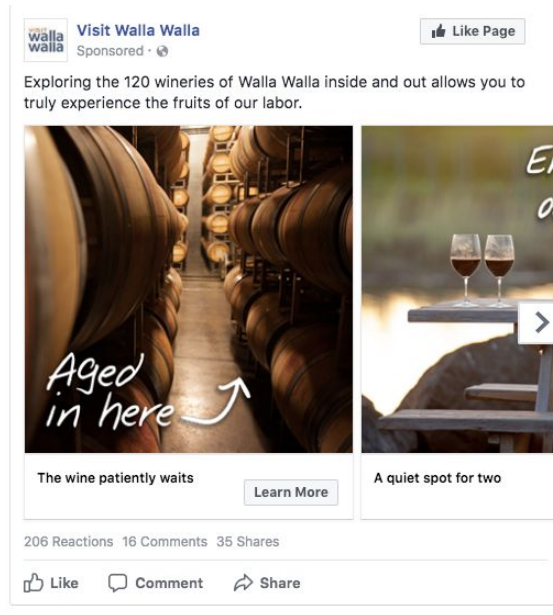 VISIT
walla
walla
Visit Walla Walla
Sponsored ·
Like Page
Exploring the 120 wineries of Walla Walla inside and out allows you to
truly experience the fruits of our labor.
Aged
in here
The wine patiently waits
Learn More
A quiet spot for two
206 Reactions 16 Comments 35 Shares
Like Comment Share